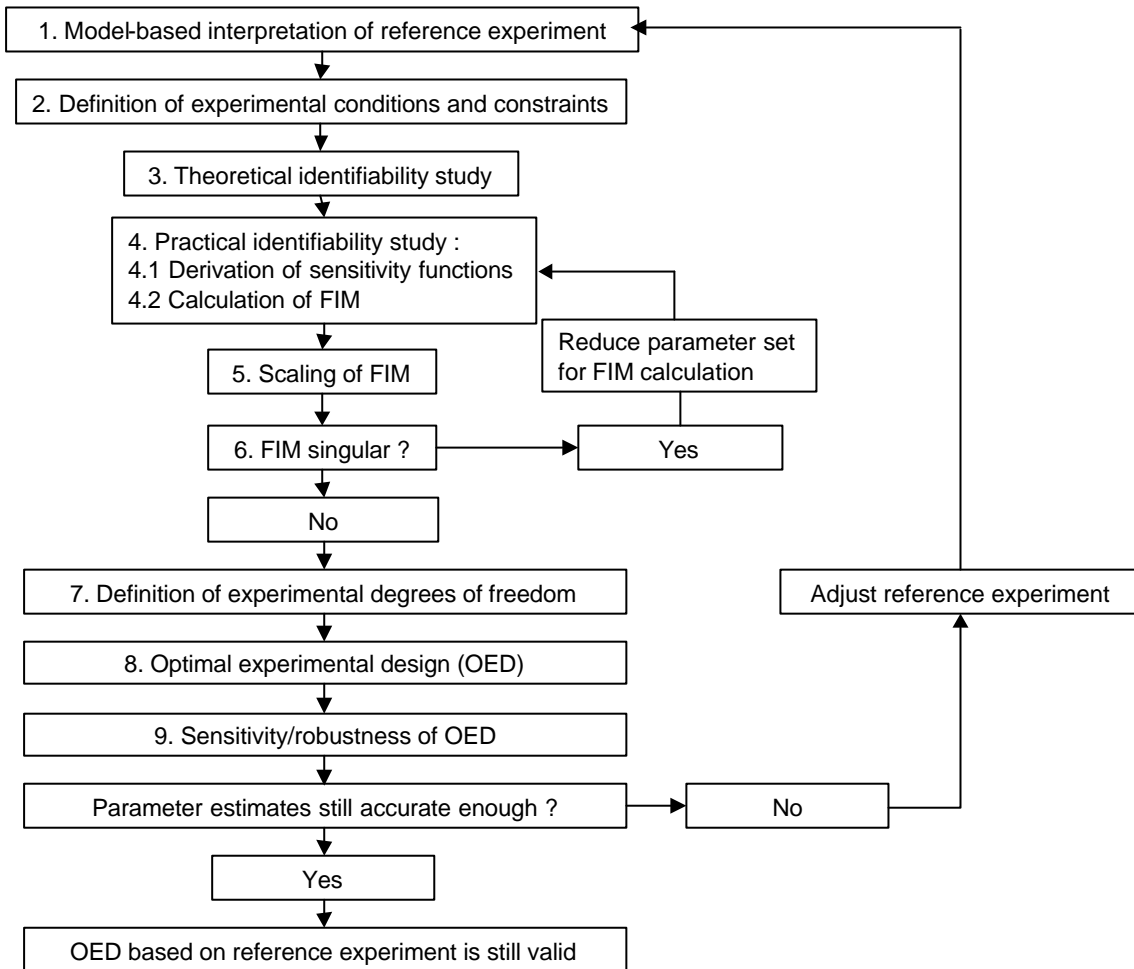 1. Model-based interpretation of reference experiment
2. Definition of experimental conditions and constraints
3. Theoretical identifiability study
4. Practical identifiability study :
4.1 Derivation of sensitivity functions
4.2 Calculation of FIM
Reduce parameter set
for FIM calculation
5. Scaling of FIM
6. FIM singular ?
Yes
No
7. Definition of experimental degrees of freedom
Adjust reference experiment
8. Optimal experimental design (OED)
9. Sensitivity/robustness of OED
Parameter estimates still accurate enough ?
No
Yes
OED based on reference experiment is still valid